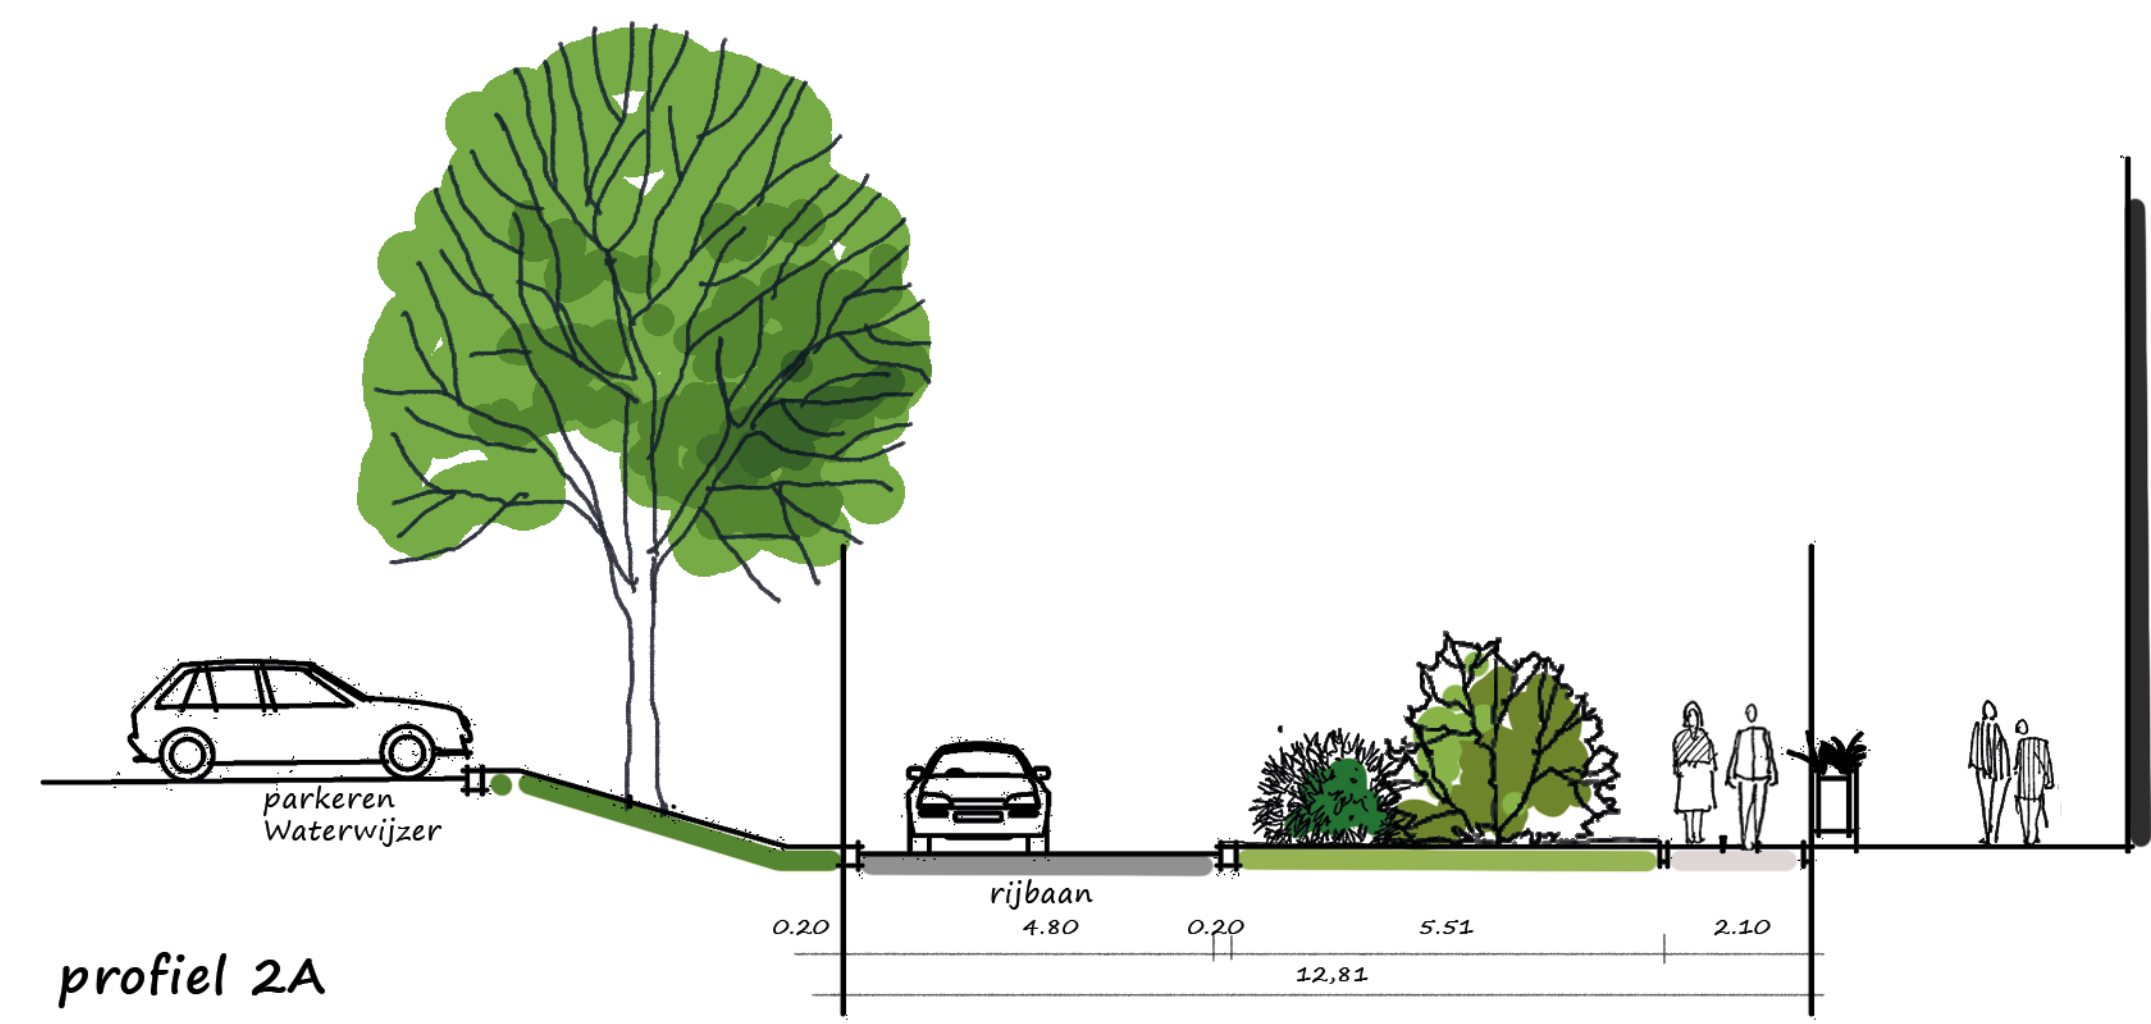 parkeren
Waterwijzer
rijbaan
0.20 4.80 0.20 5.51 2.10
12,81
profiel 2A